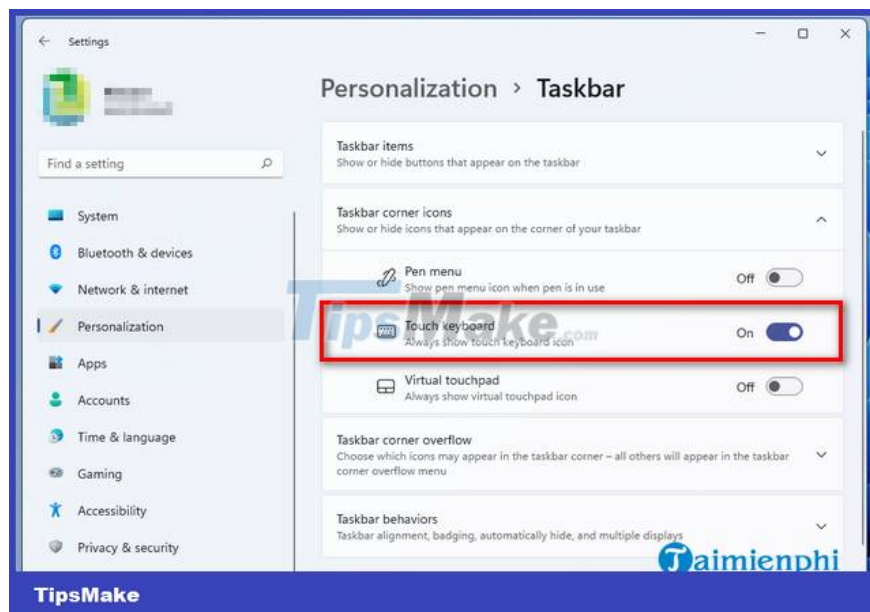 Settings
Personalization > Taskbar
Find a setting
System
Bluetooth & devices
Network & internet
Personalization
Apps
Accounts
Time & language
Gaming
Accessibility
Privacy & security
Taskbar items
Show or hide buttons that appear on the taskbar
Taskbar corner icons
Show or hide icons that appear on the corner of your taskbar
Pen menu
Show pen menu icon when pen is in use
Off
Touch keyboard
Always show touch keyboard icon
On
Virtual touchpad
Always show virtual touchpad icon
Off
Taskbar corner overflow
Choose which icons may appear in the taskbar corner – all others will appear in the taskbar
corner overflow menu
Taskbar behaviors
Taskbar alignment, badging, automatically hide, and multiple displays
TipsMake.com
Taimienphi
TipsMake